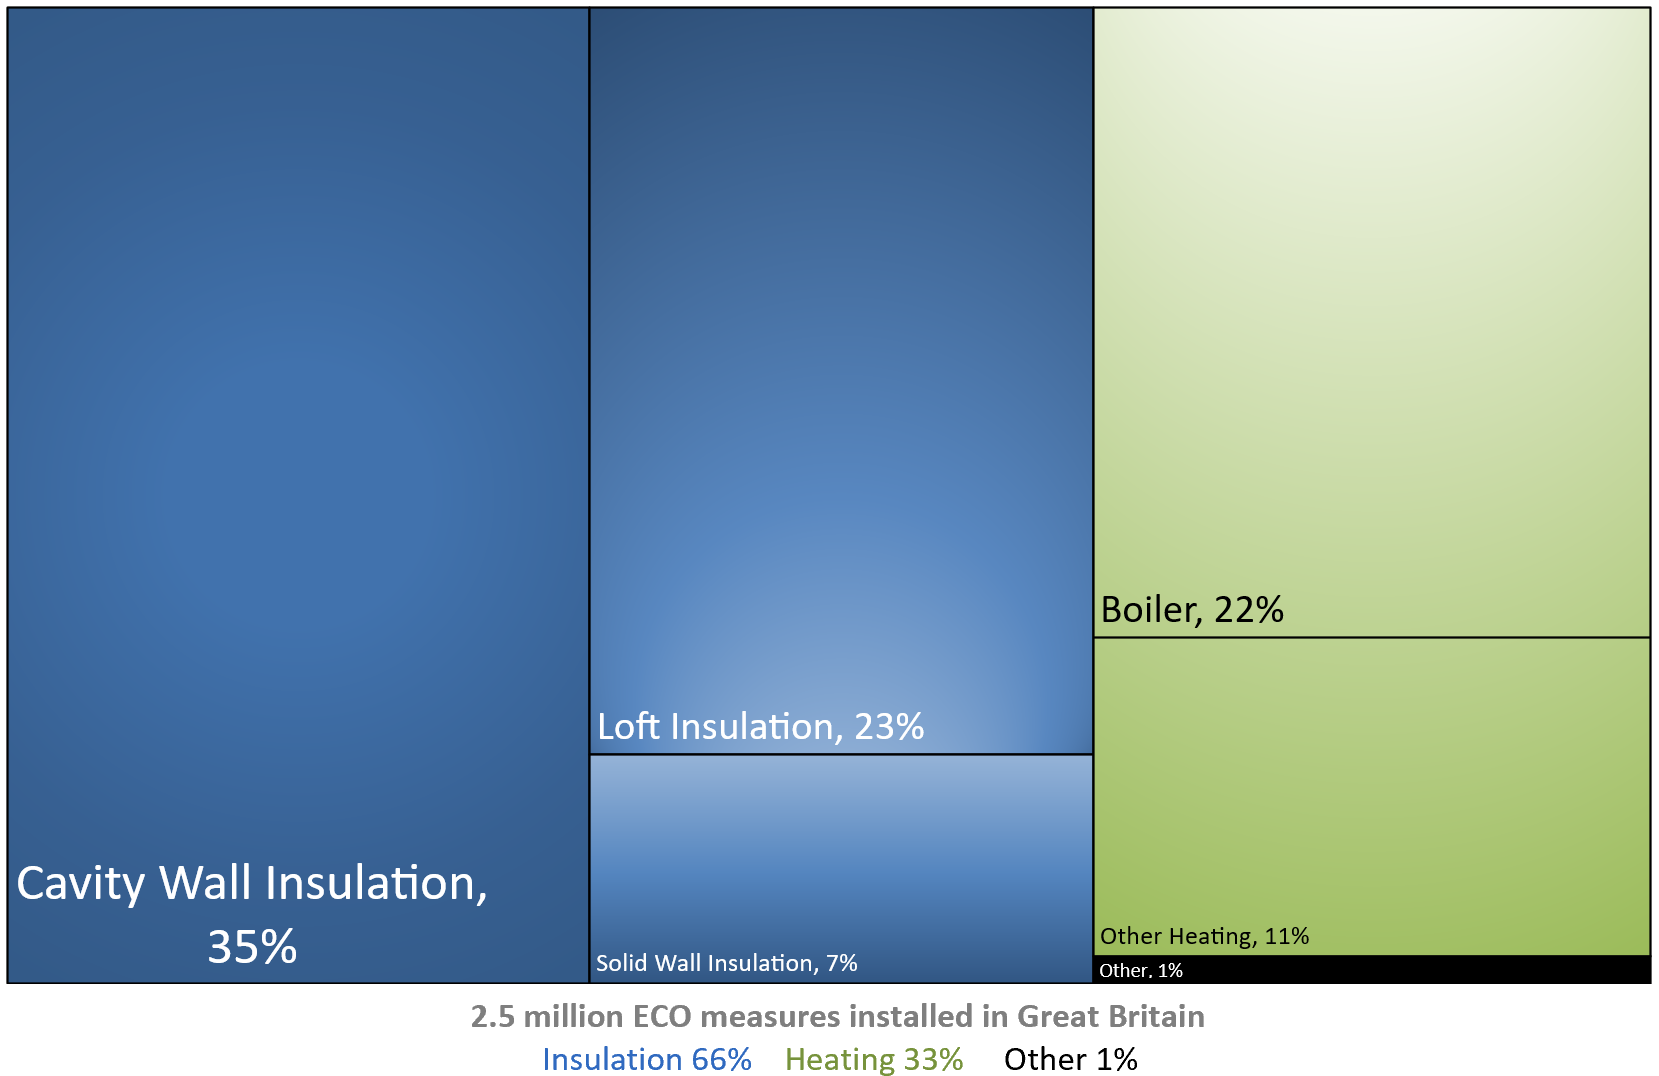 Cavity Wall Insulation,
35%
Loft Insulation, 23%
Solid Wall Insulation, 7%
Boiler, 22%
Other Heating, 11%
Other, 1%
2.5 million ECO measures installed in Great Britain
Insulation 66% Heating 33% Other 1%